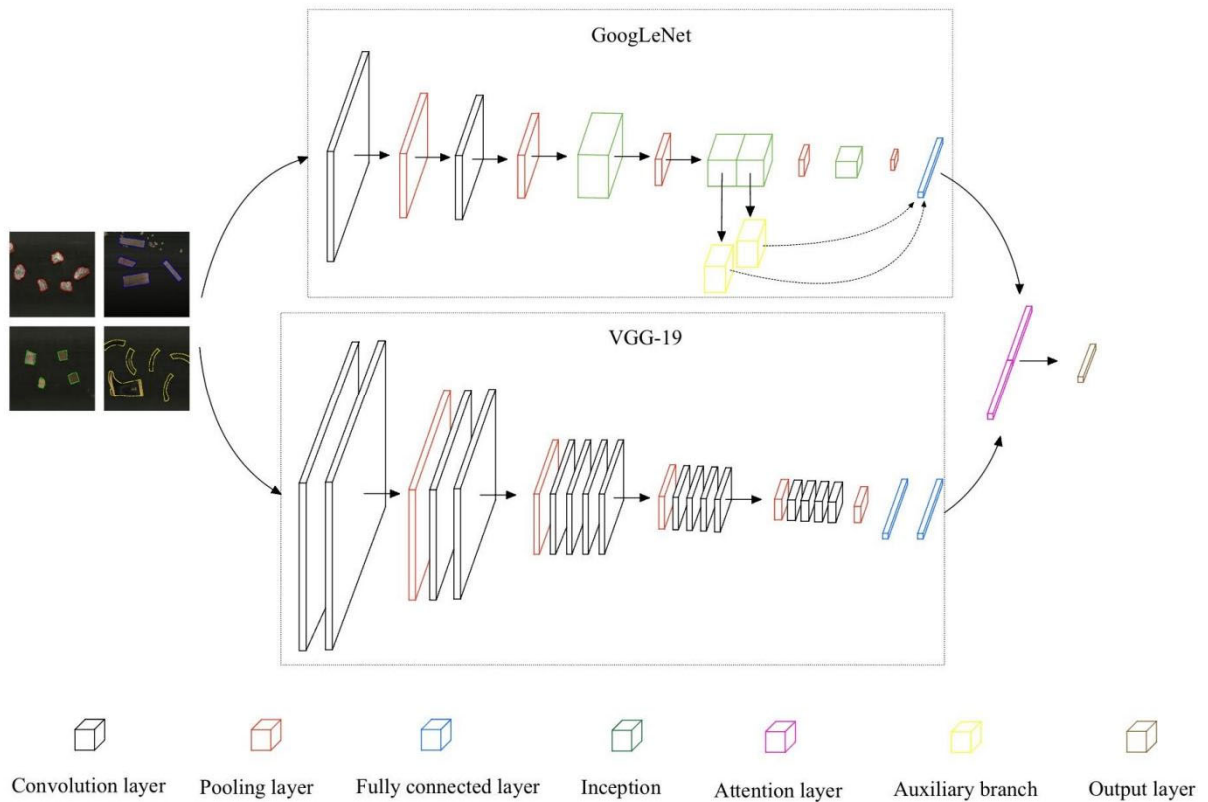 GoogLeNet
VGG-19
Convolution layer
Pooling layer
Fully connected layer
Inception
Attention layer
Auxiliary branch
Output layer